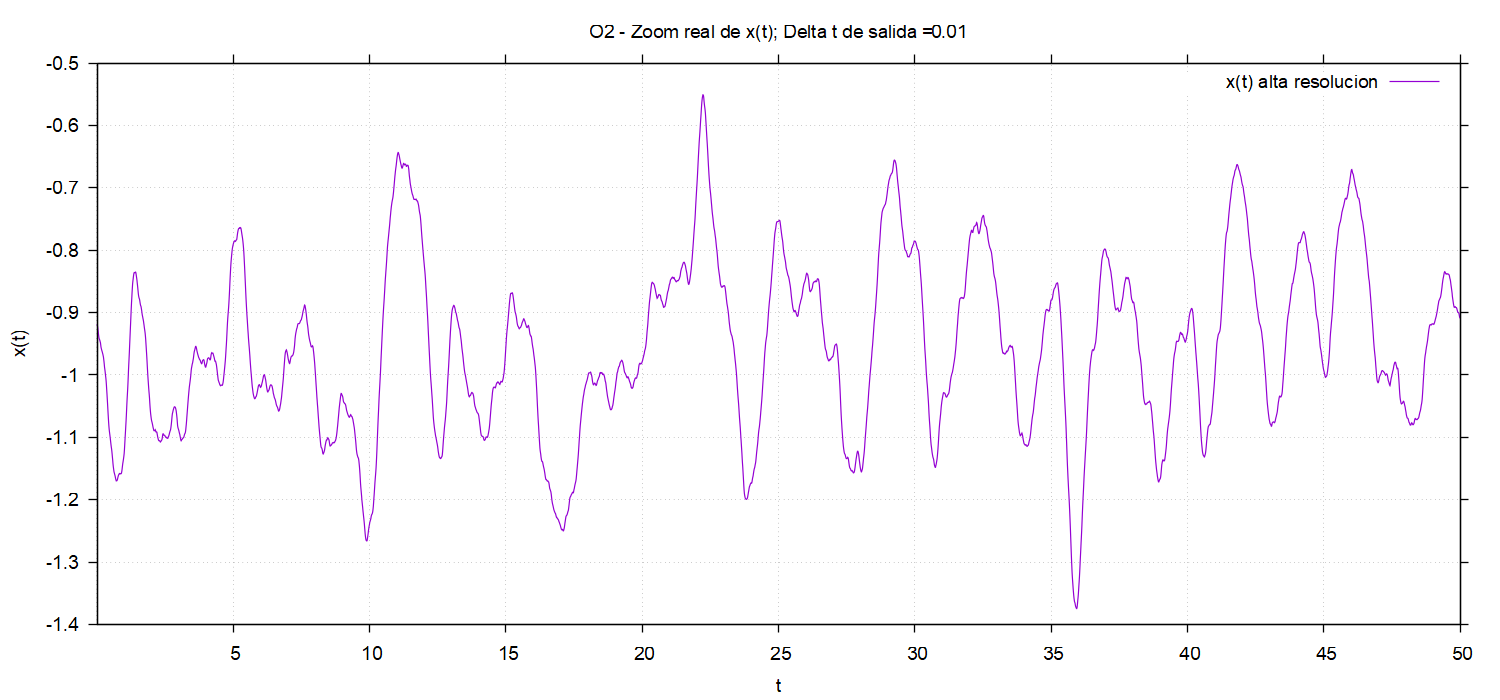 O2 - Zoom real de x(t); Delta t de salida =0.01
x(t) alta resolucion
-0.5
-0.6
-0.7
-0.8
-0.9
-1
-1.1
-1.2
-1.3
-1.4
x(t)
5 10 15 20 25 30 35 40 45 50
t